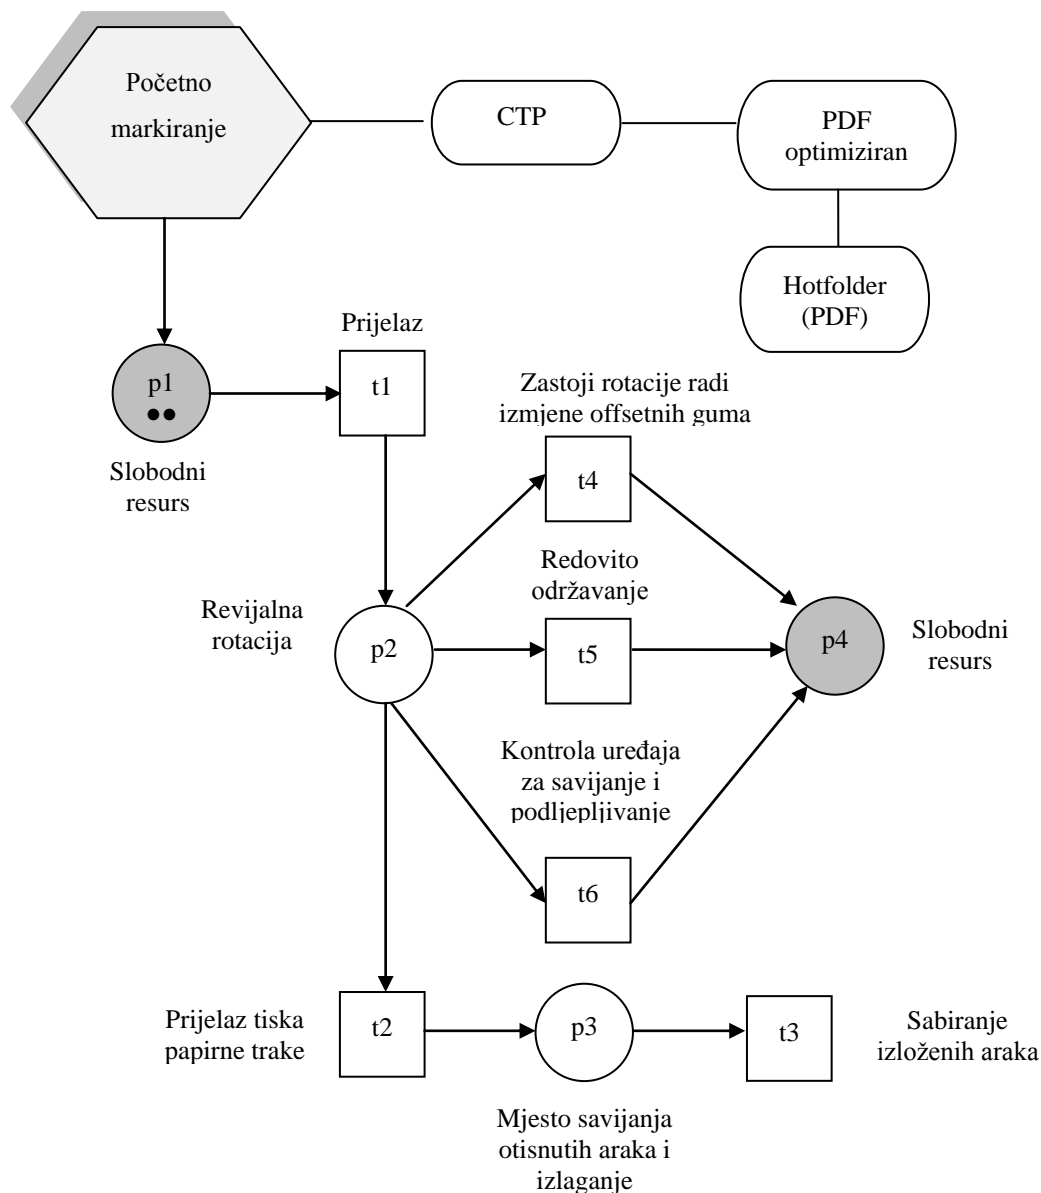 Početno
markiranje
CTP
PDF
optimiziran
Hotfolder
(PDF)
Prijelaz
p1
t1
Slobodni
resurs
Zastoji rotacije radi
izmjene offsetnih guma
t4
Redovito
održavanje
Revijalna
rotacija
p2
t5
p4
Slobodni
resurs
Kontrola uređaja
za savijanje i
podljepljivanje
t6
Prijelaz tiska
papirne trake
t2
p3
t3
Sabiranje
izloženih araka
Mjesto savijanja
otisnutih araka i
izlaganje